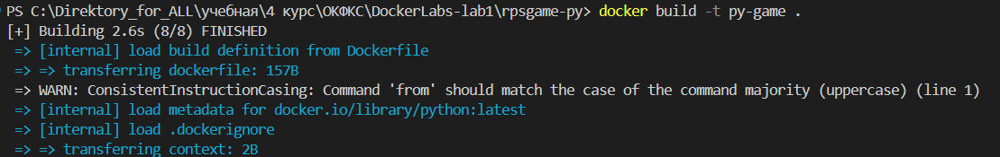 PS C:\Direktory_for_ALL\учебная\4 курс\ОКФКС\DockerLabs-lab1\rpsgame-py> docker build -t py-game .
[+] Building 2.6s (8/8) FINISHED
=> [internal] load build definition from Dockerfile
=> => transferring dockerfile: 157B
=> WARN: ConsistentInstructionCasing: Command 'from' should match the case of the command majority (uppercase) (line 1)
=> [internal] load metadata for docker.io/library/python:latest
=> [internal] load .dockerignore
=> => transferring context: 2B